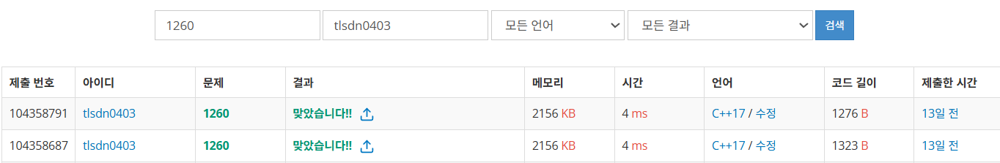 1260 tlsdn0403 모든 언어 모든 결과 검색
제출 번호 아이디 문제 결과 메모리 시간 언어 코드 길이 제출한 시간
104358791 tlsdn0403 1260 맞았습니다!! 2156 KB 4 ms C++17 / 수정 1276 B 13일 전
104358687 tlsdn0403 1260 맞았습니다!! 2156 KB 4 ms C++17 / 수정 1323 B 13일 전